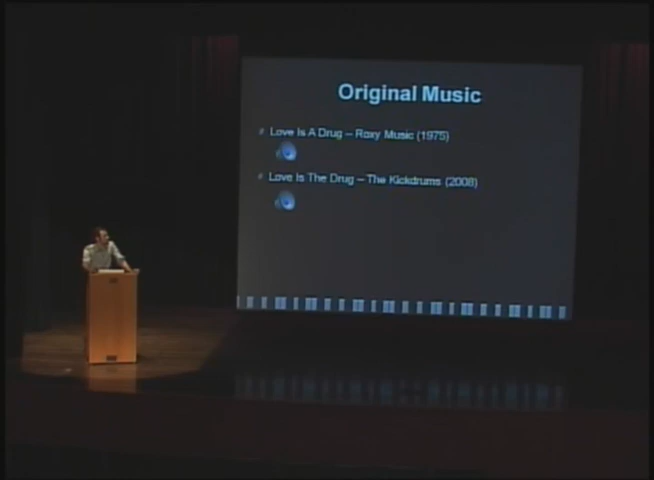 Original Music
Love Is A Drug – Roxy Music (1975)
Love Is The Drug – The Kickdrums (2008)